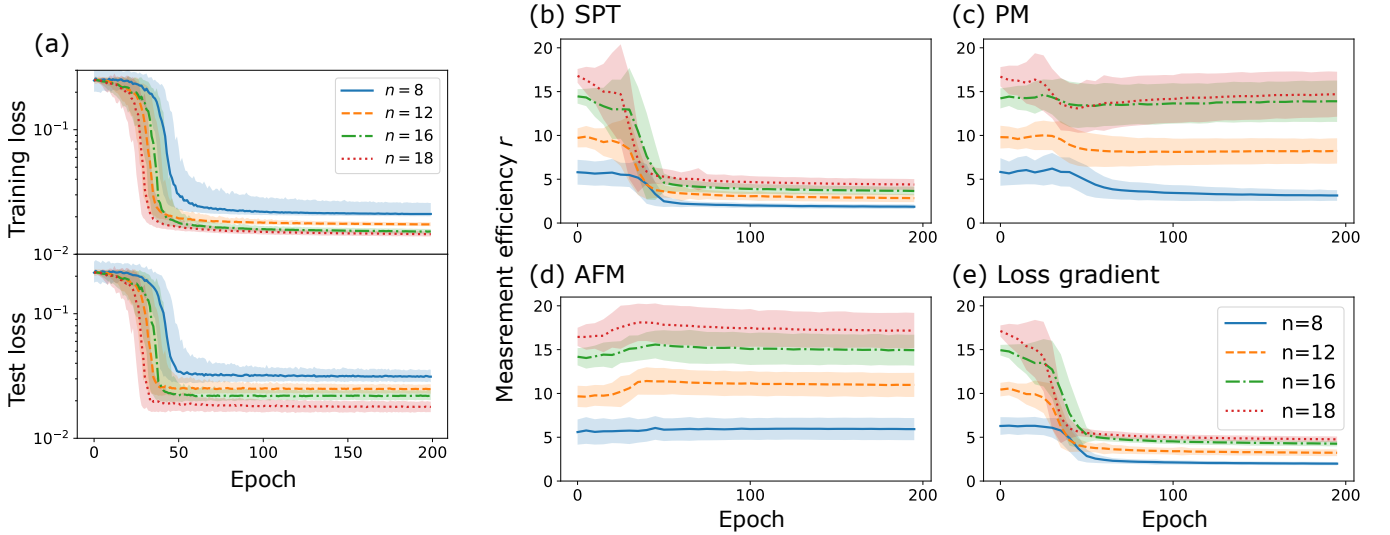 (a)
Training loss
10⁻¹
10⁻²
n = 8
n = 12
n = 16
n = 18
Test loss
10⁻¹
10⁻²
0 50 100 150 200
Epoch
Measrement efficiency r
(b) SPT
20
15
10
5
0
0 100 200
(c) PM
20
15
10
5
0
0 100 200
(d) AFM
20
15
10
5
0
0 100 200
Epoch
(e) Loss gradient
20
15
10
5
0
n=8
n=12
n=16
n=18
0 100 200
Epoch